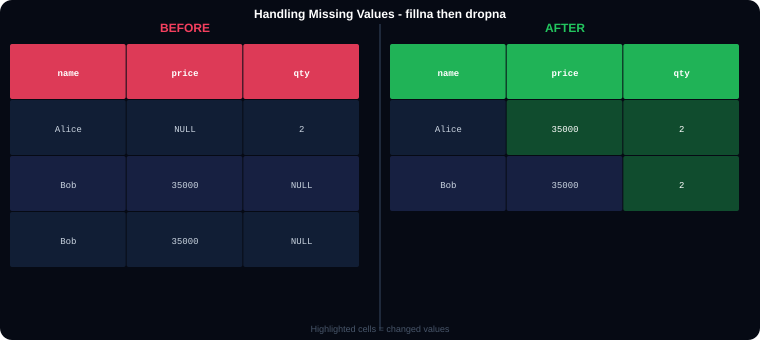 Handling Missing Values - fillna then dropna
BEFORE
name price qty
Alice NULL 2
Bob 35000 NULL
Bob 35000 NULL
AFTER
name price qty
Alice 35000 2
Bob 35000 2
Highlighted cells = changed values